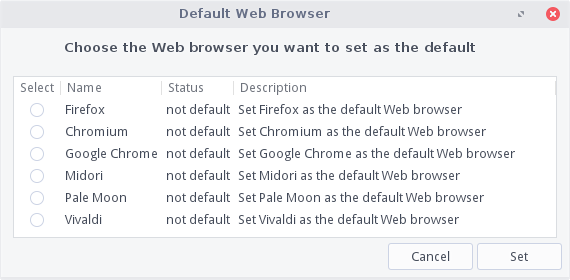 Default Web Browser
Choose the Web browser you want to set as the default
Select Name Status Description
Firefox not default Set Firefox as the default Web browser
Chromium not default Set Chromium as the default Web browser
Google Chrome not default Set Google Chrome as the default Web browser
Midori not default Set Midori as the default Web browser
Pale Moon not default Set Pale Moon as the default Web browser
Vivaldi not default Set Vivaldi as the default Web browser
Cancel Set